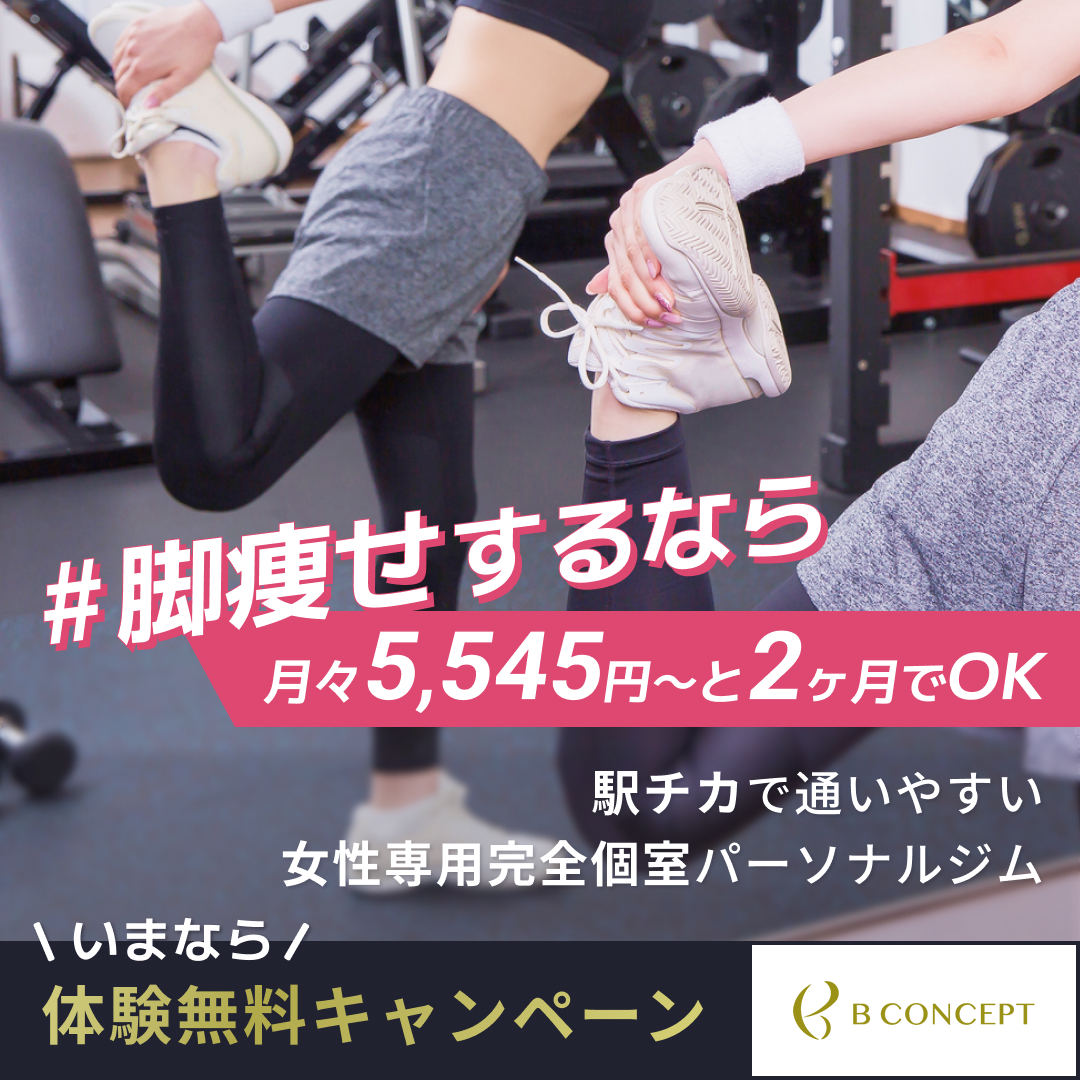 #脚痩せするなら
月々5,545円〜と2ヶ月でOK
駅チカで通いやすい
女性専用完全個室パーソナルジム
\いまなら/
体験無料キャンペーン
B CONCEPT